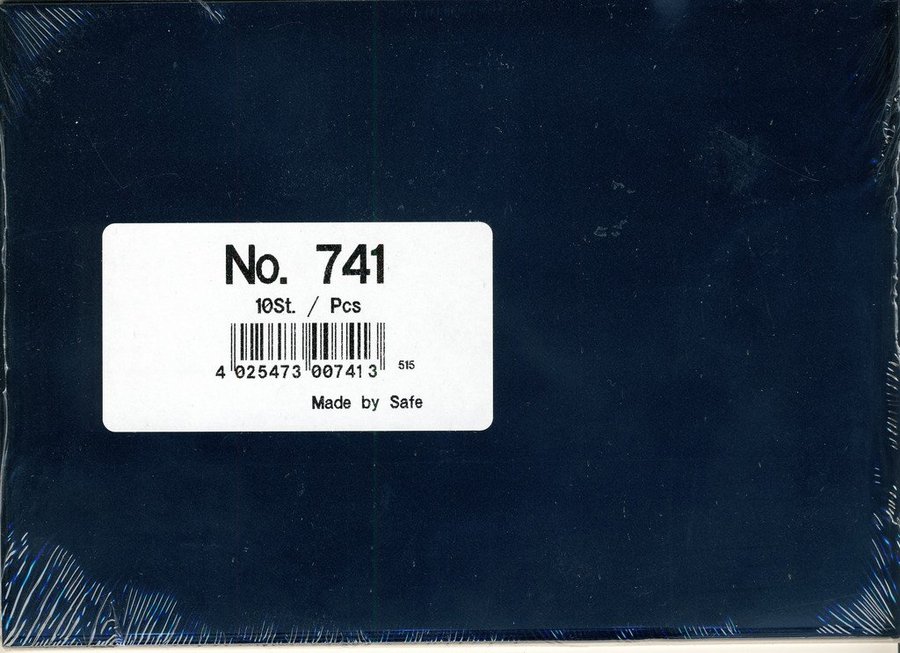 No. 741
10St. / Pcs
4 025473 007413 515
Made by Safe